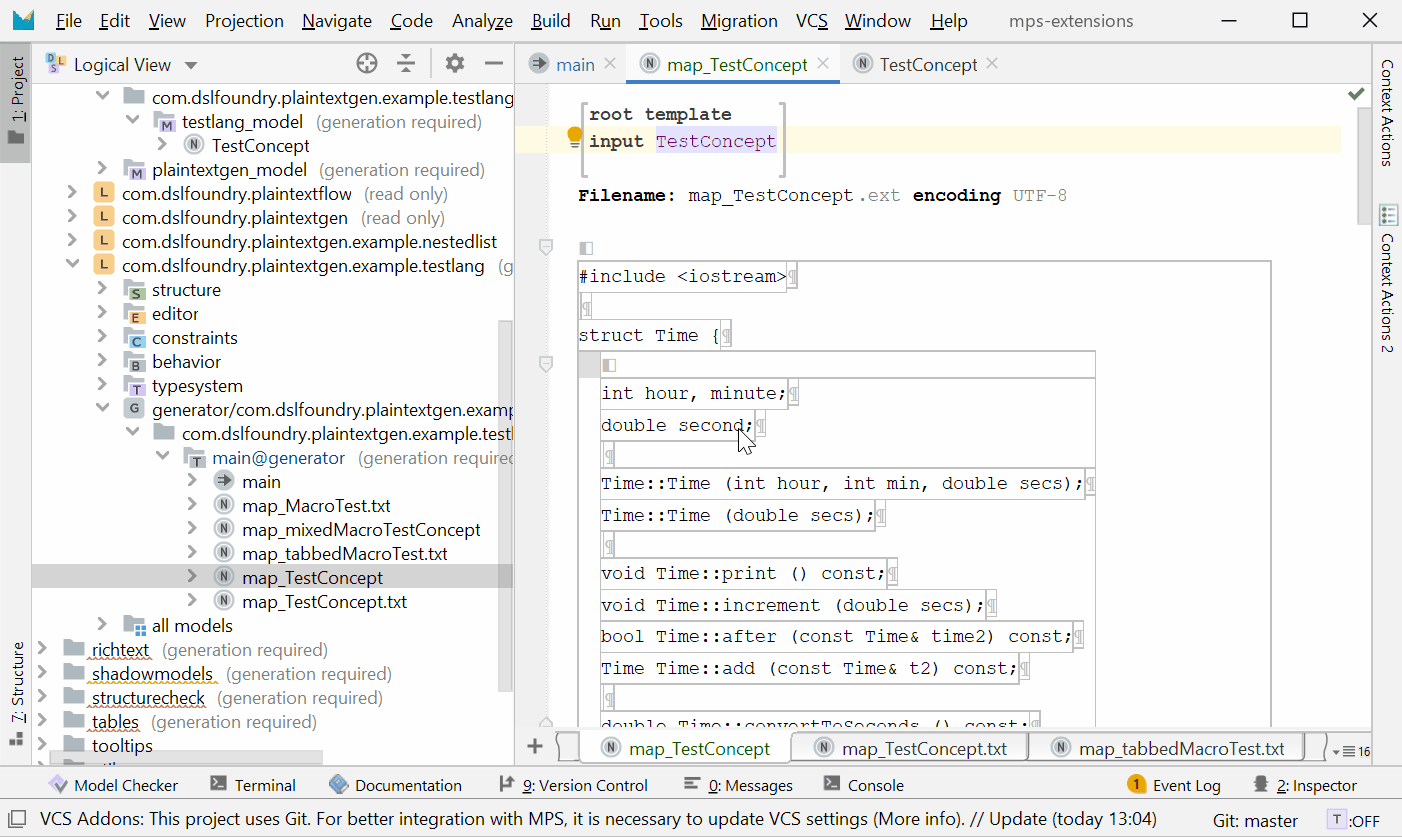 File Edit View Projection Navigate Code Analyze Build Run Tools Migration VCS Window Help mps-extensions
1: Project
Logical View
com.dslfoundry.plaintextgen.example.testlang
testlang_model (generation required)
N TestConcept
plaintextgen_model (generation required)
L com.dslfoundry.plaintextflow (read only)
L com.dslfoundry.plaintextgen (read only)
L com.dslfoundry.plaintextgen.example.nestedlist
L com.dslfoundry.plaintextgen.example.testlang (g
S structure
E editor
C constraints
B behavior
T typesystem
G generator/com.dslfoundry.plaintextgen.examp
com.dslfoundry.plaintextgen.example.testl
T main@generator (generation required)
main
N map_MacroTest.txt
N map_mixedMacroTestConcept
N map_tabbedMacroTest.txt
N map_TestConcept
N map_TestConcept.txt
all models
richtext (generation required)
shadowmodels (generation required)
structurecheck (generation required)
tables (generation required)
tooltips
7: Structure
main N map_TestConcept N TestConcept
root template
input TestConcept
Filename: map_TestConcept.ext encoding UTF-8
#include <iostream>¶
¶
struct Time {¶
int hour, minute;¶
double second;¶
¶
Time::Time (int hour, int min, double secs);¶
Time::Time (double secs);¶
¶
void Time::print () const;¶
void Time::increment (double secs);¶
bool Time::after (const Time& time2) const;¶
Time Time::add (const Time& t2) const;¶
¶
double Time::convertToSeconds () const;¶
N map_TestConcept N map_TestConcept.txt N map_tabbedMacroTest.txt 16
Context Actions
Context Actions 2
Model Checker Terminal Documentation 9: Version Control 0: Messages Console 1 Event Log 2: Inspector
VCS Addons: This project uses Git. For better integration with MPS, it is necessary to update VCS settings (More info). // Update (today 13:04) Git: master T :OFF